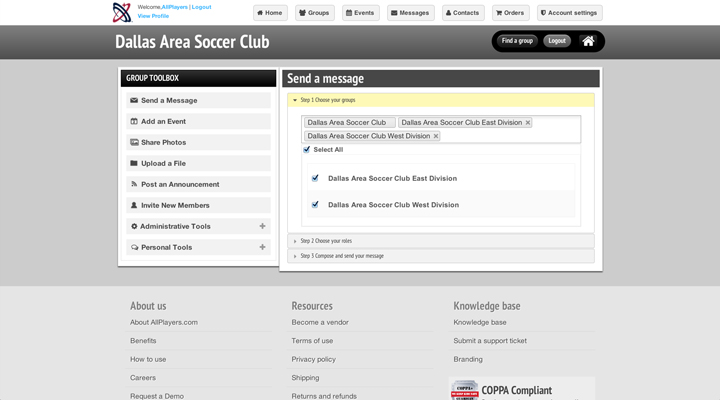 Welcome, AllPlayers | Logout
View Profile
Home
Groups
Events
Messages
Contacts
Orders
Account settings
Dallas Area Soccer Club
Find a group
Logout
GROUP TOOLBOX
Send a Message
Add an Event
Share Photos
Upload a File
Post an Announcement
Invite New Members
Administrative Tools
Personal Tools
Send a message
Step 1 Choose your groups
Dallas Area Soccer Club
Dallas Area Soccer Club East Division
Dallas Area Soccer Club West Division
Select All
Dallas Area Soccer Club East Division
Dallas Area Soccer Club West Division
Step 2 Choose your roles
Step 3 Compose and send your message
About us
About AllPlayers.com
Benefits
How to use
Careers
Request a Demo
Resources
Become a vendor
Terms of use
Privacy policy
Shipping
Returns and refunds
Knowledge base
Knowledge base
Submit a support ticket
Branding
COPPA
COPPA Compliant